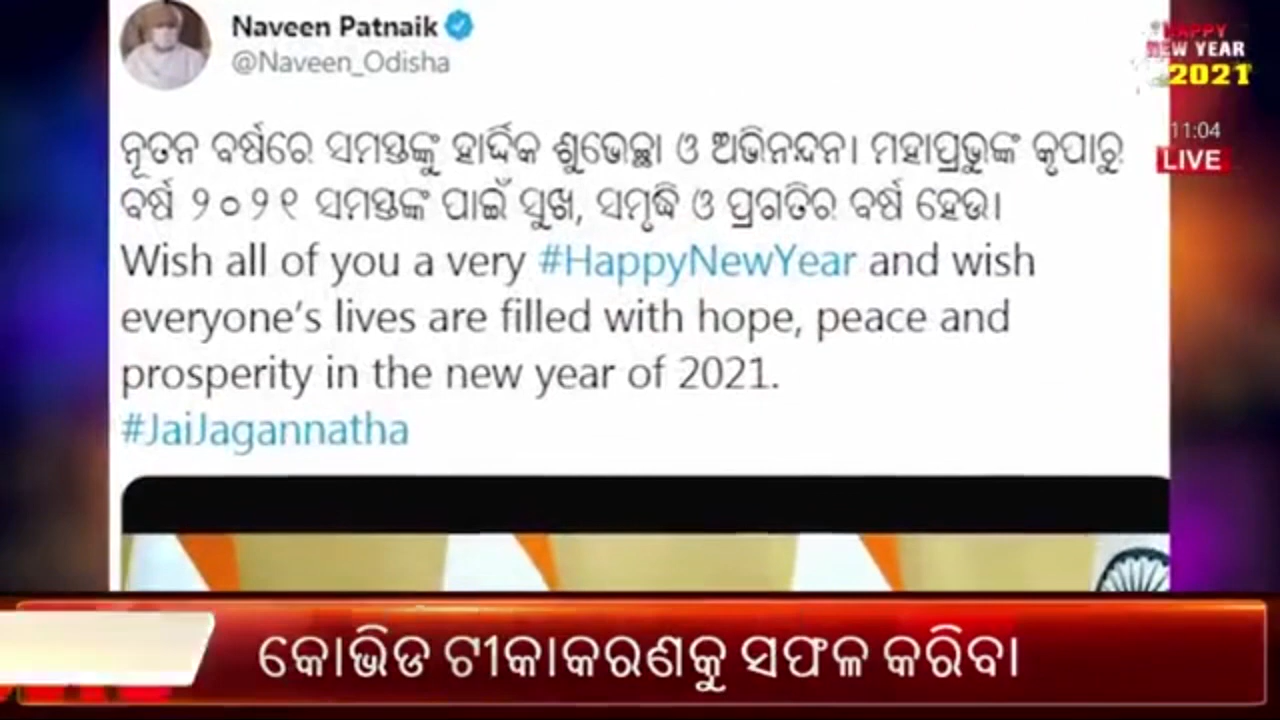 Naveen Patnaik
@Naveen_Odisha
HAPPY
NEW YEAR
2021
11:04
LIVE
ନୂତନ ବର୍ଷରେ ସମସ୍ତଙ୍କୁ ହାର୍ଦ୍ଦିକ ଶୁଭେଚ୍ଛା ଓ ଅଭିନନ୍ଦନ। ମହାପ୍ରଭୁଙ୍କ କୃପାରୁ
ବର୍ଷ ୨୦୨୧ ସମସ୍ତଙ୍କ ପାଇଁ ସୁଖ, ସମୃଦ୍ଧି ଓ ପ୍ରଗତିର ବର୍ଷ ହେଉ।
Wish all of you a very #HappyNewYear and wish
everyone’s lives are filled with hope, peace and
prosperity in the new year of 2021.
#JaiJagannatha
କୋଭିଡ ଟୀକାକରଣକୁ ସଫଳ କରିବା